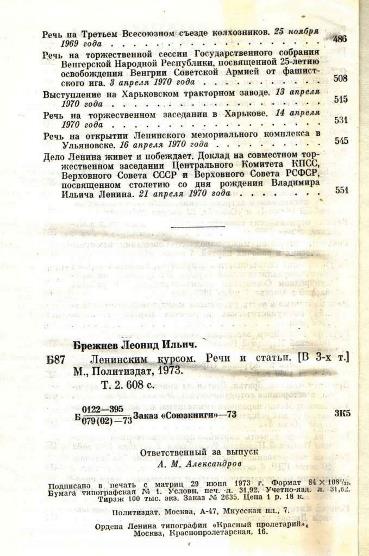 Речь на Третьем Всесоюзном съезде колхозников. 25 ноября
1969 года . . . . . . . . . . . . . . . . . . . 486
Речь на торжественной сессии Государственного собрания
Венгерской Народной Республики, посвященной 25-летию
освобождения Венгрии Советской Армией от фашист-
ского ига. 3 апреля 1970 года . . . . . . . . . . 508
Выступление на Харьковском тракторном заводе. 13 апреля
1970 года . . . . . . . . . . . . . . . . . . . 515
Речь на торжественном заседании в Харькове. 14 апреля
1970 года . . . . . . . . . . . . . . . . . . . 531
Речь на открытии Ленинского мемориального комплекса в
Ульяновске. 16 апреля 1970 года . . . . . . . . . 545
Дело Ленина живет и побеждает. Доклад на совместном тор-
жественном заседании Центрального Комитета КПСС,
Верховного Совета СССР и Верховного Совета РСФСР,
посвященном столетию со дня рождения Владимира
Ильича Ленина. 21 апреля 1970 года . . . . . . . 551
Брежнев Леонид Ильич.
Б87 Ленинским курсом. Речи и статьи. [В 3-х т.]
М., Политиздат, 1973.
Т. 2. 608 с.
Б 0122—395
079(02)—73 Заказ «Союзкниги»—73 3К5
Ответственный за выпуск
А. М. Александров
Подписано в печать с матриц 29 июня 1973 г. Формат 84 × 108 1/32.
Бумага типографская № 1. Условн. печ. л. 31,92. Учетно-изд. л. 31,62.
Тираж 100 тыс. экз. Заказ № 2635. Цена 1 р. 18 к.
Политиздат. Москва, А-47, Миусская пл., 7.
Ордена Ленина типография «Красный пролетарий»,
Москва, Краснопролетарская, 16.